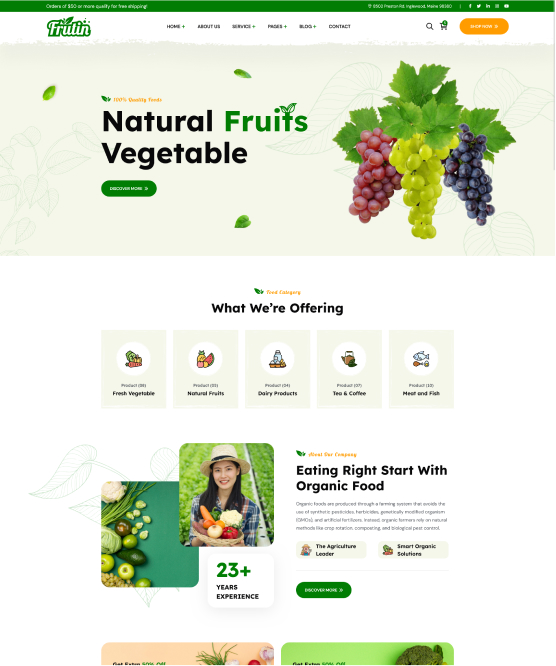 Orders of $50 or more qualify for free shipping!
8502 Preston Rd. Inglewood, Maine 98380
Frutin
HOME +
ABOUT US
SERVICE +
PAGES +
BLOG +
CONTACT
SHOP NOW
100% Quality Foods
Natural Fruits
Vegetable
DISCOVER MORE
Food Category
What We're Offering
Product (09)
Fresh Vegetable
Product (05)
Natural Fruits
Product (04)
Dairy Products
Product (07)
Tea & Coffee
Product (10)
Meat and Fish
About Our Company
Eating Right Start With
Organic Food
Organic foods are produced through a farming system that avoids the
use of synthetic pesticides, herbicides, genetically modified organism
(GMOs), and artificial fertilizers. Instead, organic farmers rely on natural
methods like crop rotation, composting, and biological pest control.
The Agriculture
Leader
Smart Organic
Solutions
23+
YEARS
EXPERIENCE
DISCOVER MORE
Get Extra 50% Off
Get Extra 50% Off